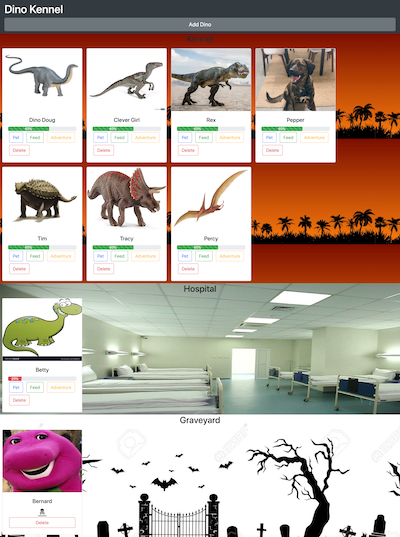 Dino Kennel
Add Dino
Dino Doug
Clever Girl
Rex
Pepper
Pet Feed Adventure
Pet Feed Adventure
Pet Feed Adventure
Pet Feed Adventure
Delete
Delete
Delete
Delete
Tim
Tracy
Percy
Pet Feed Adventure
Pet Feed Adventure
Pet Feed Adventure
Delete
Delete
Delete
Hospital
Betty
Pet Feed Adventure
Delete
Graveyard
Bernard
Delete